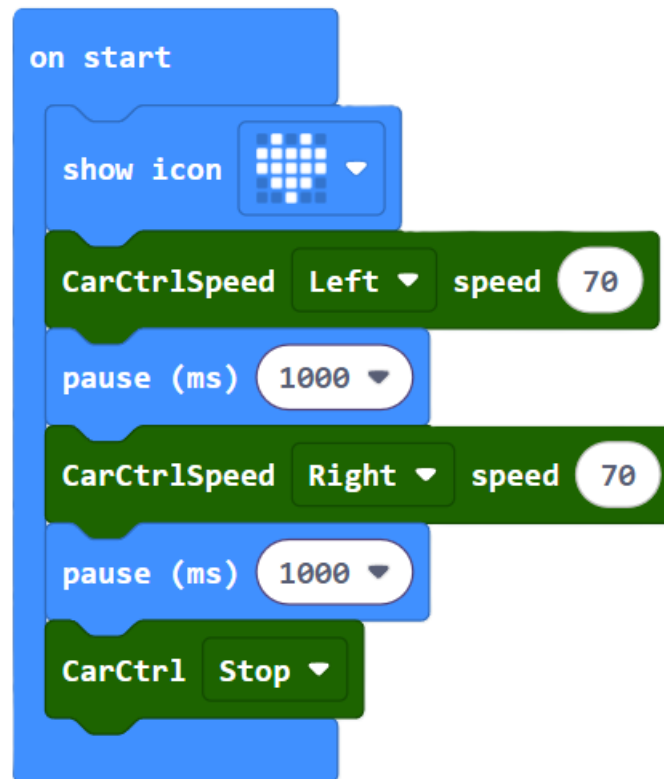 on start
show icon
CarCtrlSpeed Left speed 70
pause (ms) 1000
CarCtrlSpeed Right speed 70
pause (ms) 1000
CarCtrl Stop